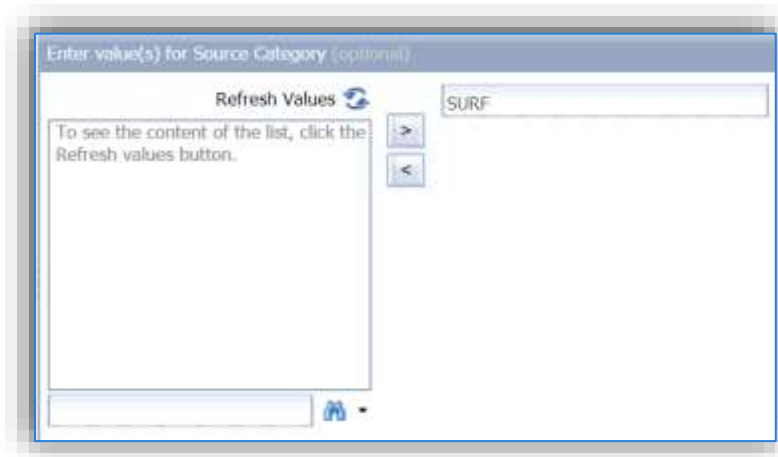 Enter value(s) for Source Category (optional)
Refresh Values
SURF
To see the content of the list, click the
Refresh values button.
>
<